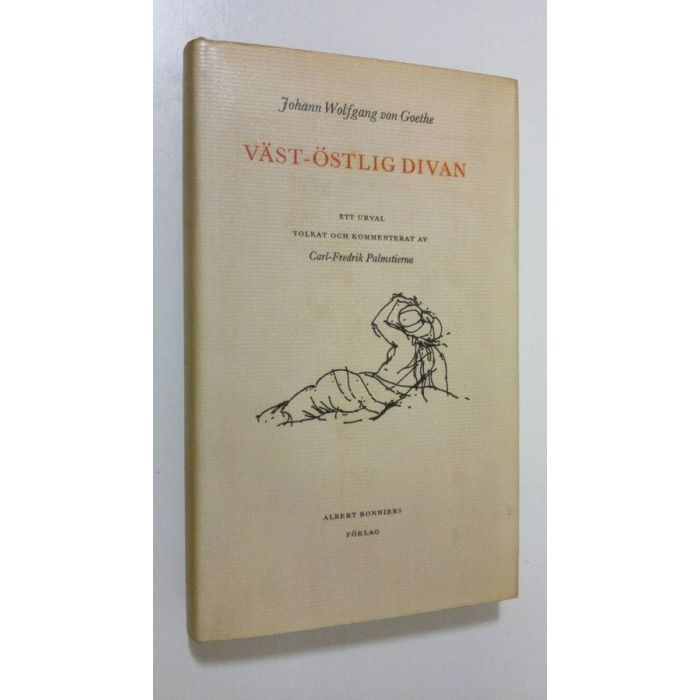 Johann Wolfgang von Goethe
VÄST-ÖSTLIG DIVAN
ETT URVAL
TOLKAT OCH KOMMENTERAT AV
Carl-Fredrik Palmstierna
ALBERT BONNIERS
FÖRLAG